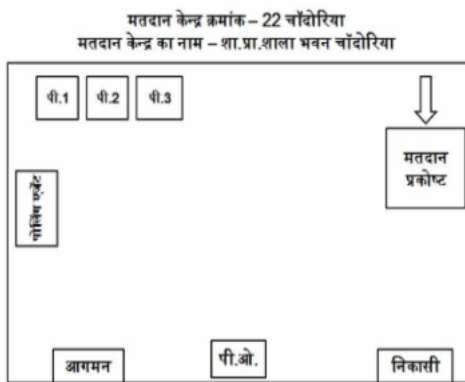 मतदान केन्द्र क्रमांक – 22 चाँदोरिया
मतदान केन्द्र का नाम – शा.प्रा.शाला भवन चाँदोरिया
पी.1 पी.2 पी.3
मतदान
प्रकोष्ट
पोलिंग एजेंट
आगमन पी.ओ. निकासी